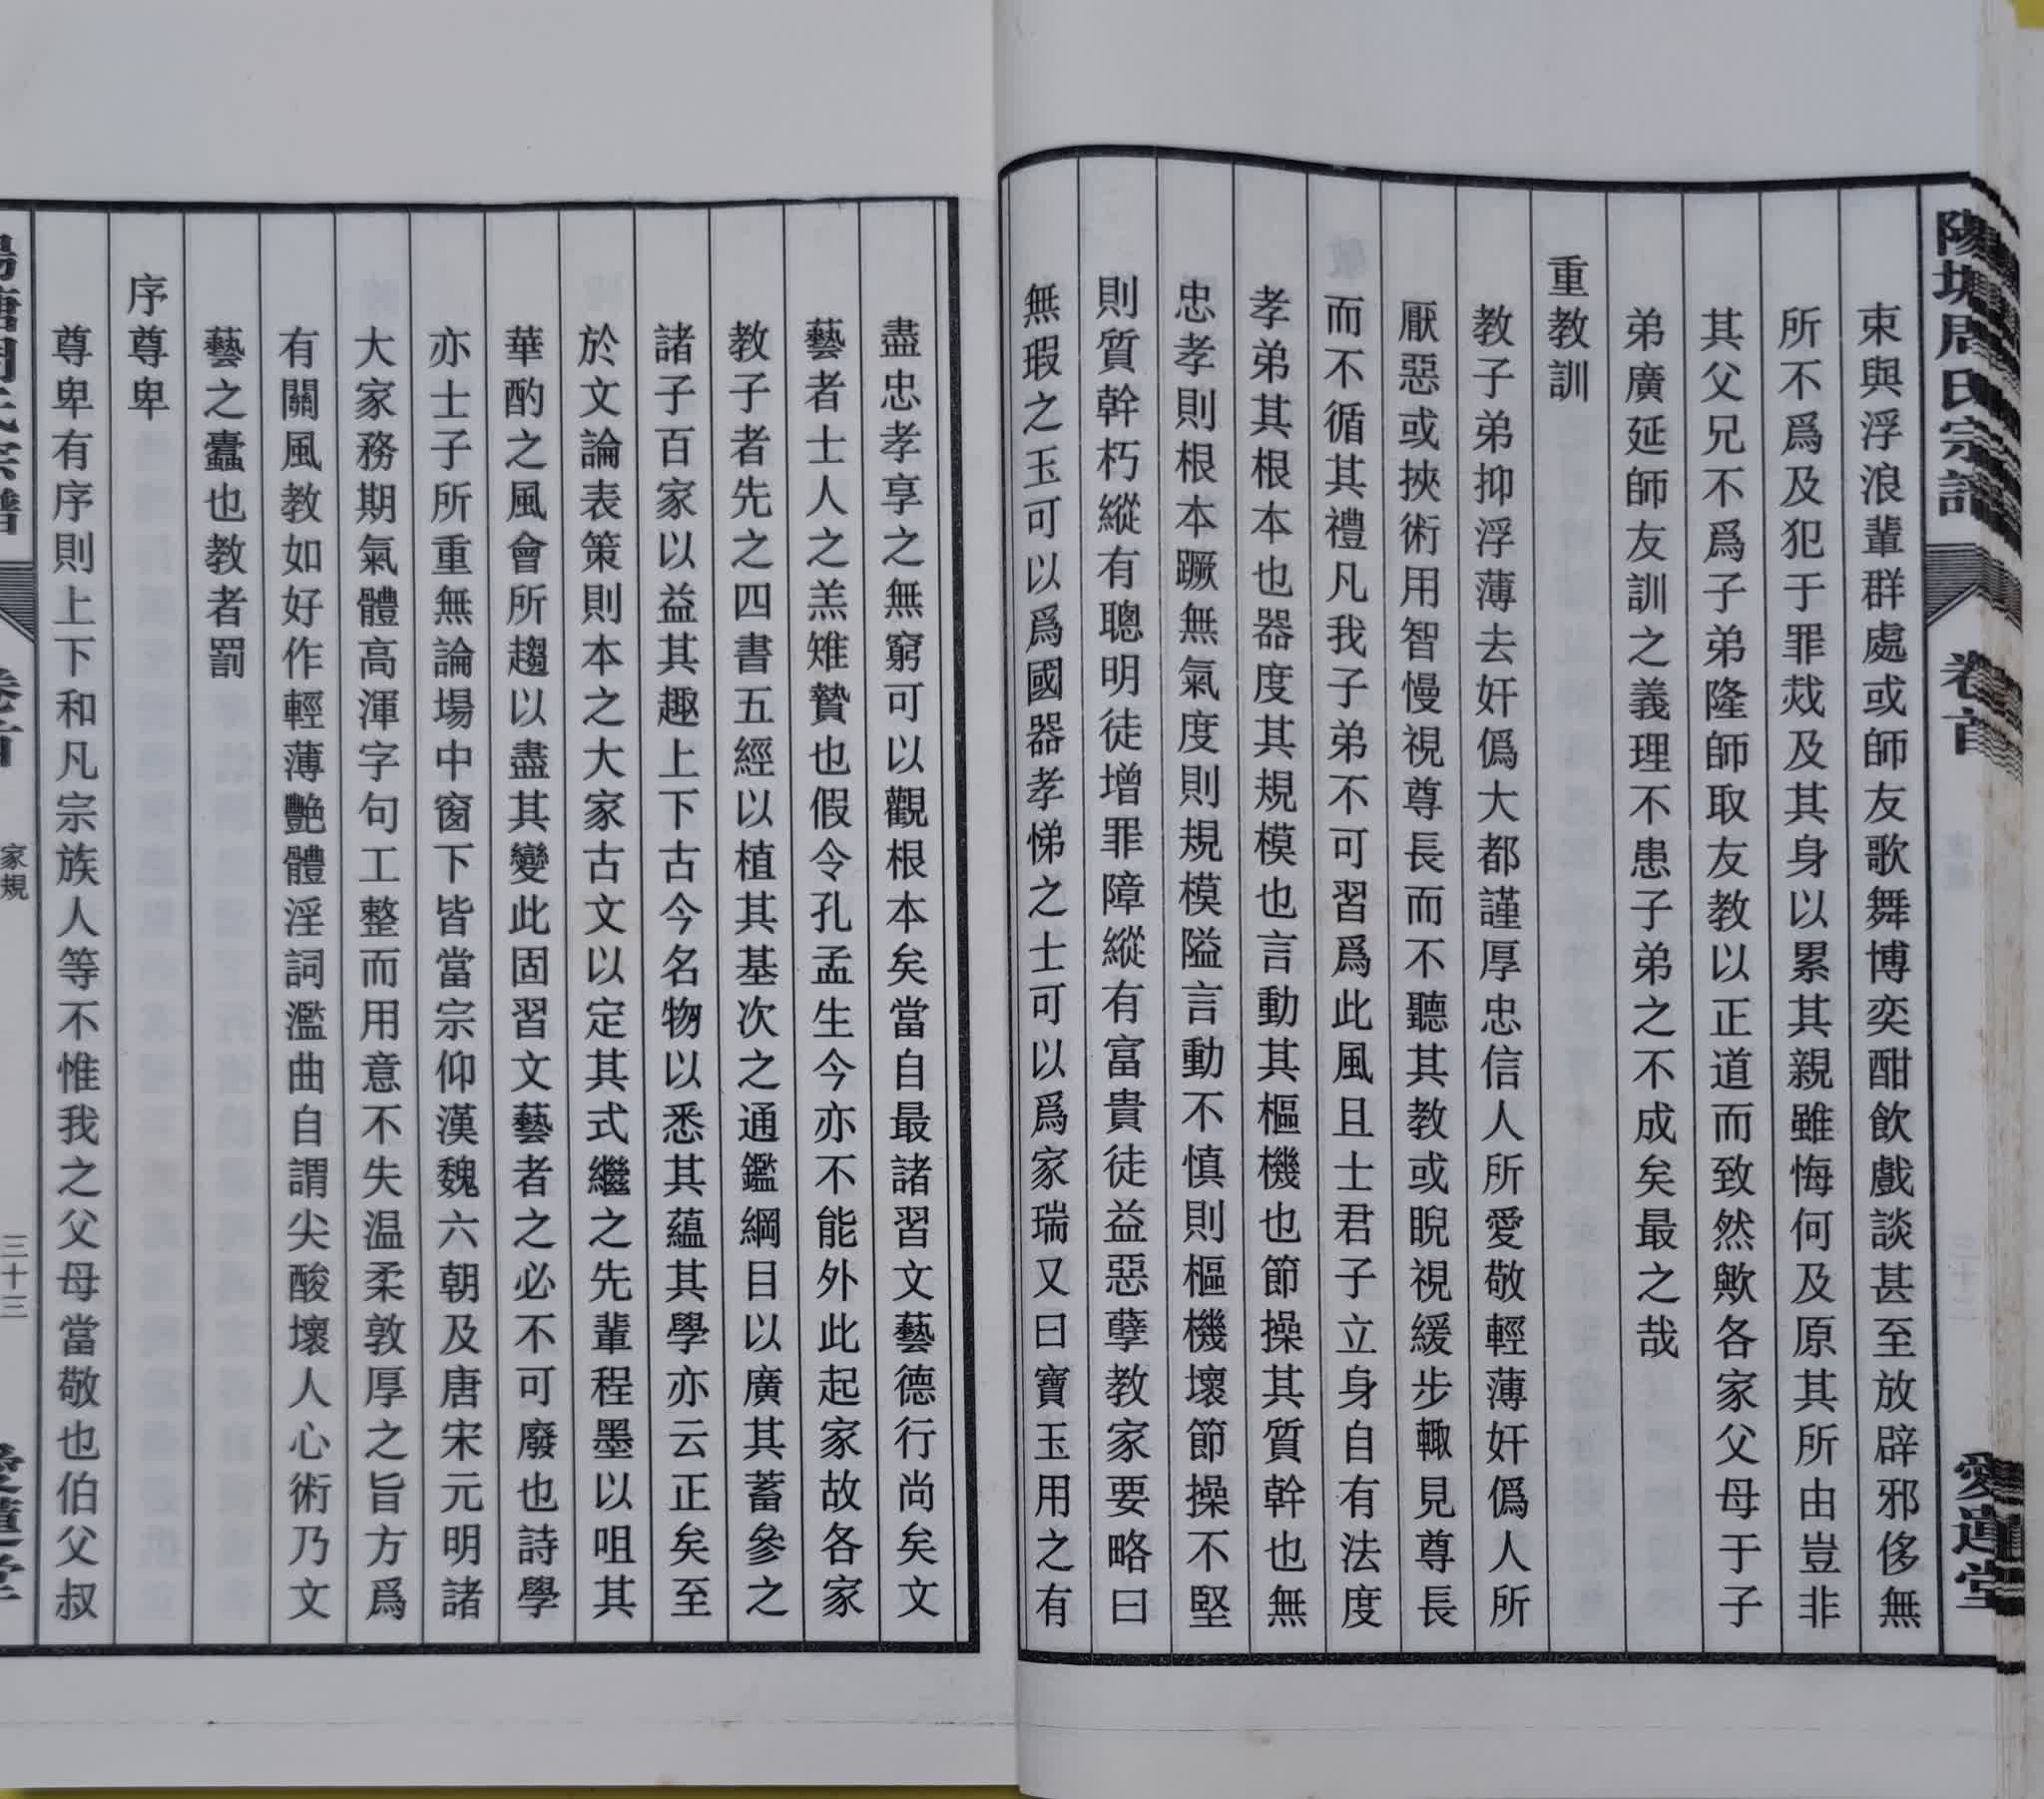 陽塘周氏宗譜 卷首 愛蓮堂
束與浮浪輩群處或師友歌舞博奕酣飲戲談甚至放辟邪侈無
所不爲及犯于罪烖及其身以累其親雖悔何及原其所由豈非
其父兄不爲子弟隆師取友教以正道而致然歟各家父母于子
弟廣延師友訓之義理不患子弟之不成矣最之哉
重教訓
教子弟抑浮薄去奸僞大都謹厚忠信人所愛敬輕薄奸僞人所
厭惡或挾術用智慢視尊長而不聽其教或睨視緩步輙見尊長
而不循其禮凡我子弟不可習爲此風且士君子立身自有法度
孝弟其根本也器度其規模也言動其樞機也節操其質幹也無
忠孝則根本蹶無氣度則規模隘言動不慎則樞機壞節操不堅
則質幹朽縱有聰明徒增罪障縱有富貴徒益惡孽教家要略曰
無瑕之玉可以爲國器孝悌之士可以爲家瑞又曰寶玉用之有
盡忠孝享之無窮可以觀根本矣當自最諸習文藝德行尚矣文
藝者士人之羔雉贄也假令孔孟生今亦不能外此起家故各家
教子者先之四書五經以植其基次之通鑑綱目以廣其蓄參之
諸子百家以益其趣上下古今名物以悉其蘊其學亦云正矣至
於文論表策則本之大家古文以定其式繼之先輩程墨以咀其
華酌之風會所趨以盡其變此固習文藝者之必不可廢也詩學
亦士子所重無論場中窗下皆當宗仰漢魏六朝及唐宋元明諸
大家務期氣體高渾字句工整而用意不失温柔敦厚之旨方爲
有關風教如好作輕薄艷體淫詞濫曲自謂尖酸壞人心術乃文
藝之蠹也教者罰
序尊卑
尊卑有序則上下和凡宗族人等不惟我之父母當敬也伯父叔
陽塘周氏宗譜 卷首 家規 三十三 愛蓮堂